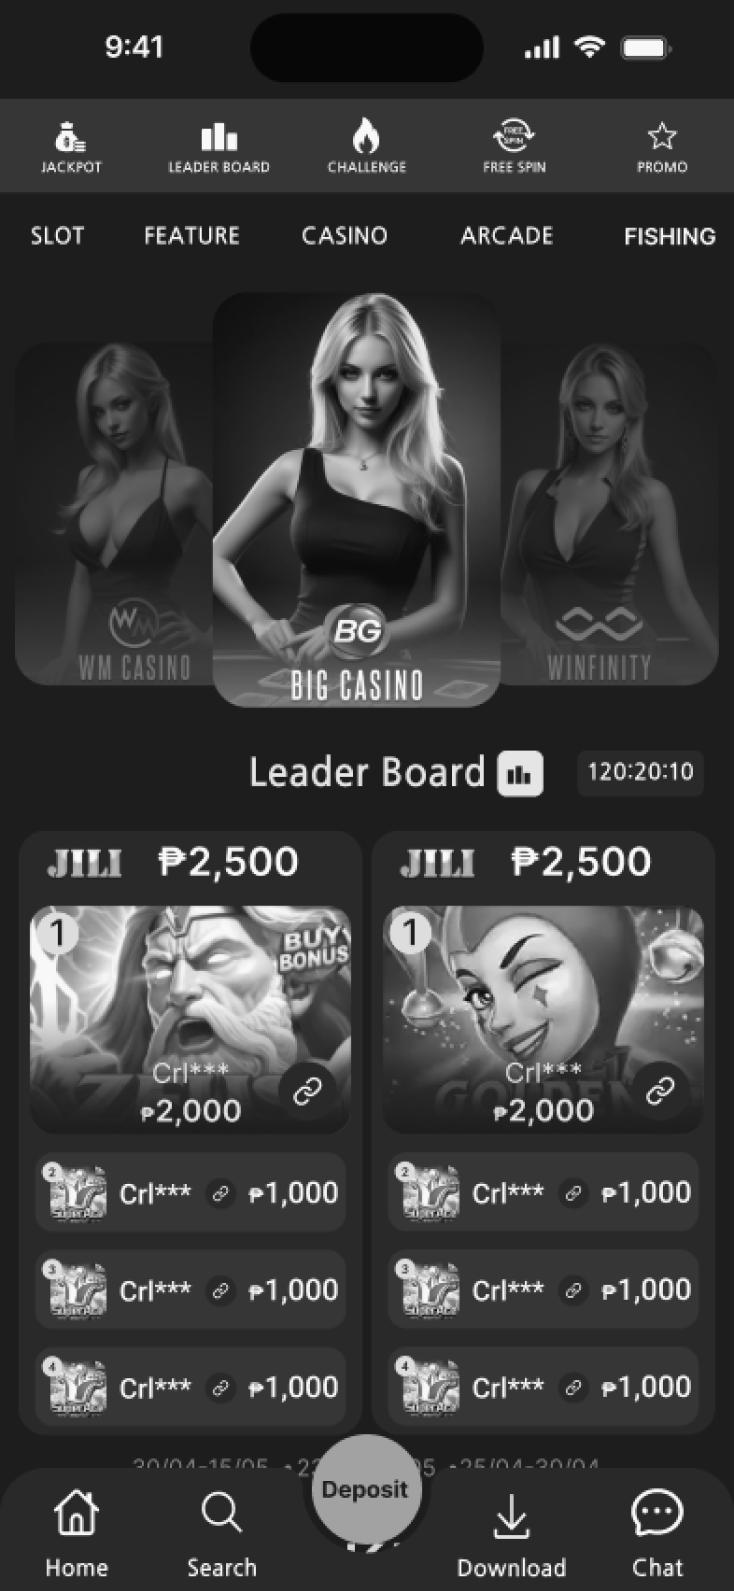 9:41
JACKPOT LEADER BOARD CHALLENGE FREE SPIN PROMO
SLOT FEATURE CASINO ARCADE FISHING
WM CASINO
BG
BIG CASINO
WINFINITY
Leader Board 120:20:10
JILI ₱2,500
1
BUY
BONUS
Crl***
₱2,000
2 Crl*** ₱1,000
3 Crl*** ₱1,000
4 Crl*** ₱1,000
JILI ₱2,500
1
Crl***
₱2,000
2 Crl*** ₱1,000
3 Crl*** ₱1,000
4 Crl*** ₱1,000
30/04-15/05 25/04-30/04
Deposit
Home Search Download Chat